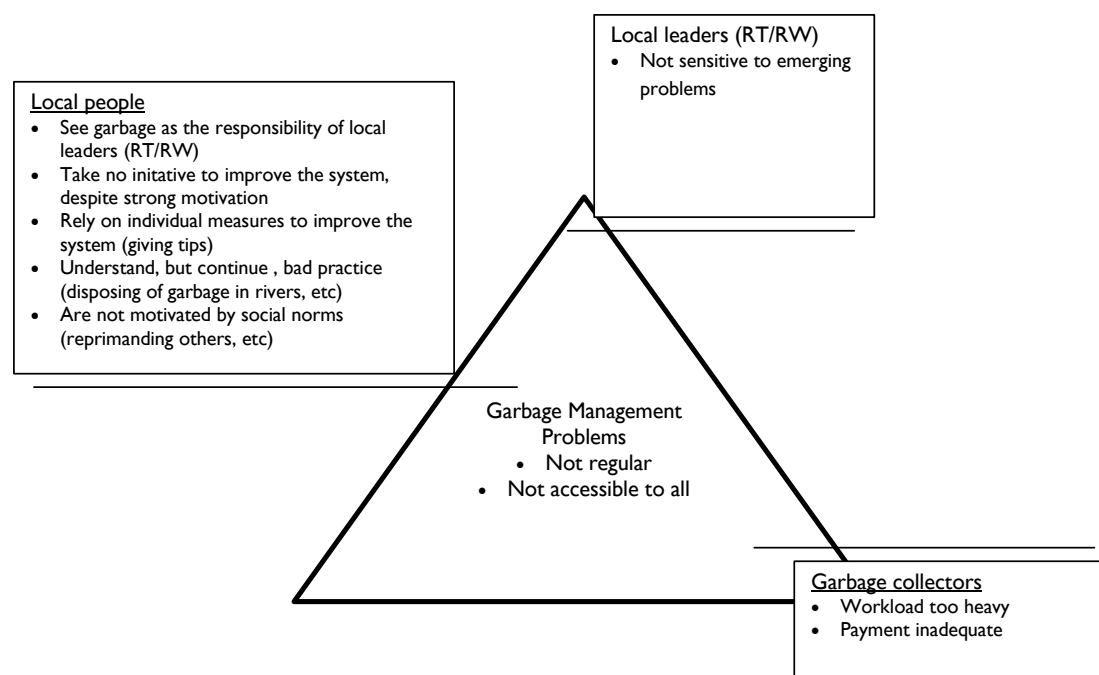 Local leaders (RT/RW)
• Not sensitive to emerging
problems
Local people
• See garbage as the responsibility of local
leaders (RT/RW)
• Take no initative to improve the system,
despite strong motivation
• Rely on individual measures to improve the
system (giving tips)
• Understand, but continue , bad practice
(disposing of garbage in rivers, etc)
• Are not motivated by social norms
(reprimanding others, etc)
Garbage Management
Problems
• Not regular
• Not accessible to all
Garbage collectors
• Workload too heavy
• Payment inadequate